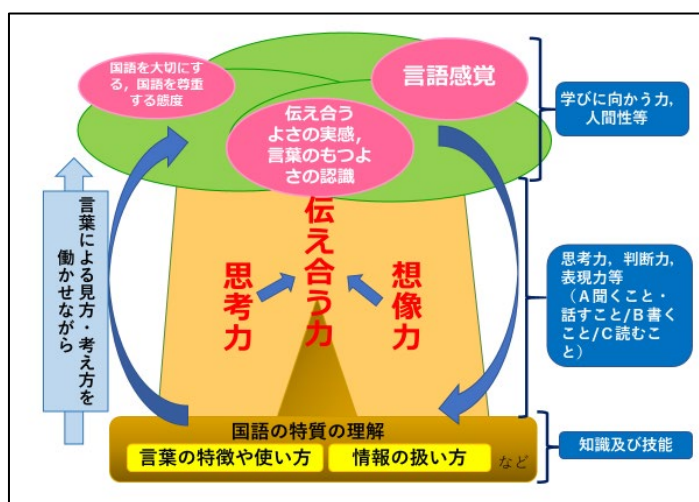 国語を大切にす
る，国語を尊重
する態度
言語感覚
伝え合う
よさの実感，
言葉のもつよ
さの認識
学びに向かう力，
人間性等
言葉による見方・考え方を
働かせながら
思考力
伝え合う力
想像力
思考力，判断力，
表現力等
（Ａ聞くこと・
話すこと/Ｂ書く
こと/Ｃ読むこ
と）
国語の特質の理解
言葉の特徴や使い方
情報の扱い方
など
知識及び技能